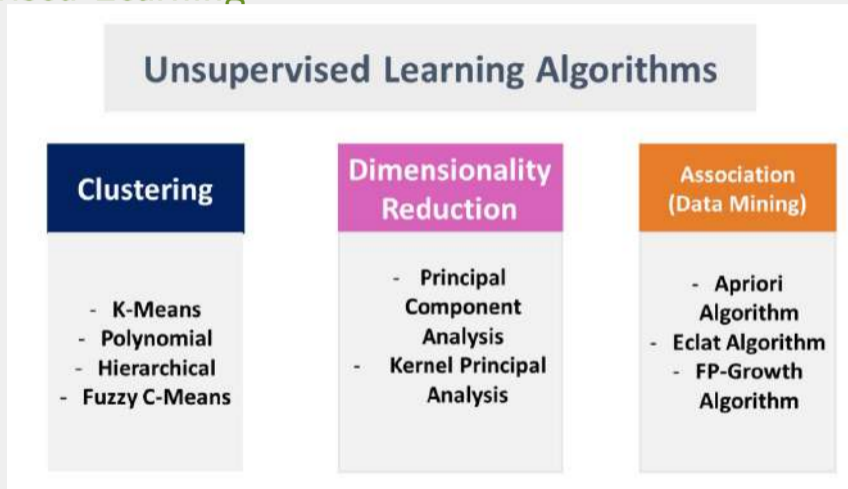 Unsupervised Learning Algorithms
Clustering
- K-Means
- Polynomial
- Hierarchical
- Fuzzy C-Means
Dimensionality
Reduction
- Principal
Component
Analysis
- Kernel Principal
Analysis
Association
(Data Mining)
- Apriori
Algorithm
- Eclat Algorithm
- FP-Growth
Algorithm